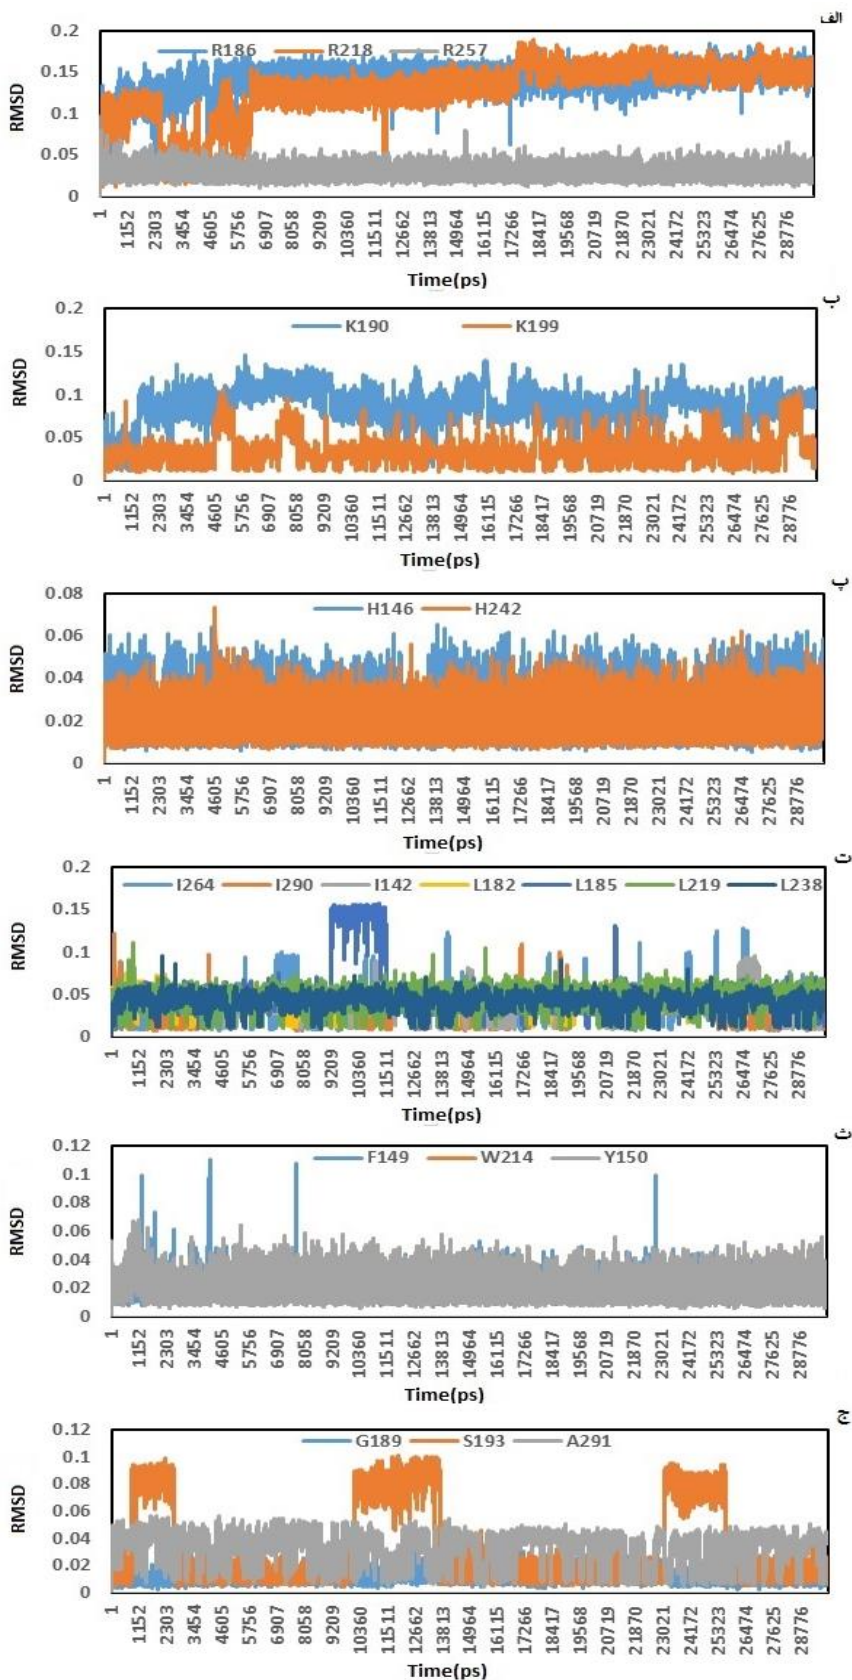 الف
0.2
0.15
0.1
0.05
0
RMSD
R186 R218 R257
1 1152 2303 3454 4605 5756 6907 8058 9209 10360 11511 12662 13813 14964 16115 17266 18417 19568 20719 21870 23021 24172 25323 26474 27625 28776
Time(ps)
ب
0.2
0.15
0.1
0.05
0
RMSD
K190 K199
1 1152 2303 3454 4605 5756 6907 8058 9209 10360 11511 12662 13813 14964 16115 17266 18417 19568 20719 21870 23021 24172 25323 26474 27625 28776
Time(ps)
پ
0.08
0.06
0.04
0.02
0
RMSD
H146 H242
1 1152 2303 3454 4605 5756 6907 8058 9209 10360 11511 12662 13813 14964 16115 17266 18417 19568 20719 21870 23021 24172 25323 26474 27625 28776
Time(ps)
ت
0.2
0.15
0.1
0.05
0
RMSD
I264 I290 I142 L182 L185 L219 L238
1 1152 2303 3454 4605 5756 6907 8058 9209 10360 11511 12662 13813 14964 16115 17266 18417 19568 20719 21870 23021 24172 25323 26474 27625 28776
Time(ps)
ث
0.12
0.1
0.08
0.06
0.04
0.02
0
RMSD
F149 W214 Y150
1 1152 2303 3454 4605 5756 6907 8058 9209 10360 11511 12662 13813 14964 16115 17266 18417 19568 20719 21870 23021 24172 25323 26474 27625 28776
Time(ps)
ج
0.12
0.1
0.08
0.06
0.04
0.02
0
RMSD
G189 S193 A291
1 1152 2303 3454 4605 5756 6907 8058 9209 10360 11511 12662 13813 14964 16115 17266 18417 19568 20719 21870 23021 24172 25323 26474 27625 28776
Time(ps)